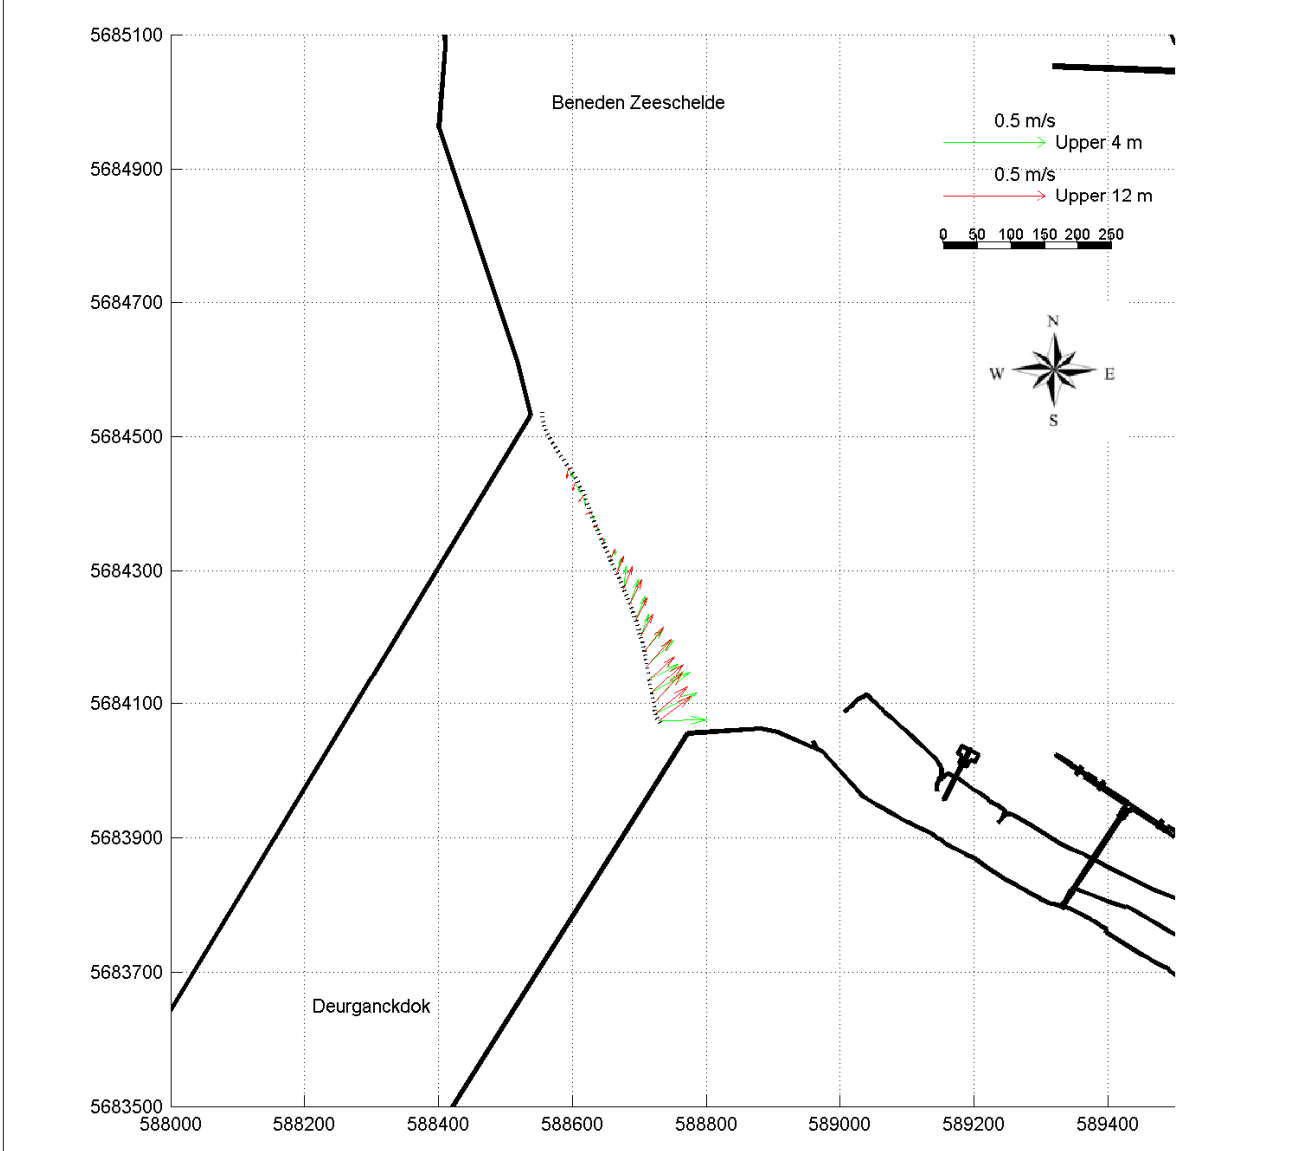 5685100
Beneden Zeeschelde
0.5 m/s
Upper 4 m
5684900
0.5 m/s
Upper 12 m
0 50 100 150 200 250
5684700
N
W E
S
5684500
5684300
5684100
5683900
5683700
Deurganckdok
5683500
588000 588200 588400 588600 588800 589000 589200 589400